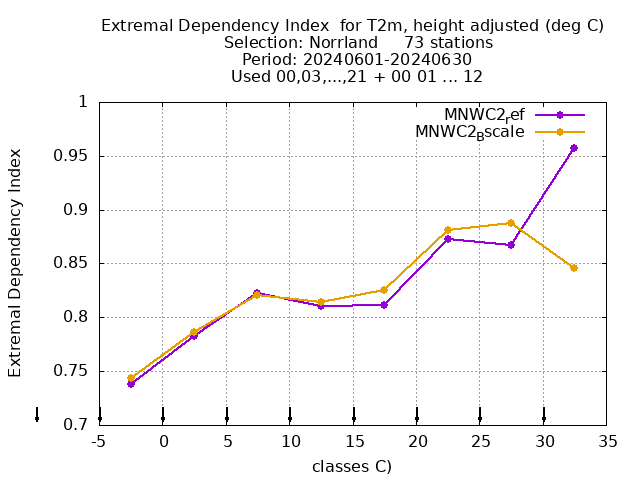 Extremal Dependency Index  for T2m, height adjusted (deg C)
Selection: Norrland     73 stations
Period: 20240601-20240630
Used 00,03,...,21 + 00 01 ... 12
MNWC2ref
MNWC2Bscale
Extremal Dependency Index
1
0.95
0.9
0.85
0.8
0.75
0.7
-5 0 5 10 15 20 25 30 35
classes C)